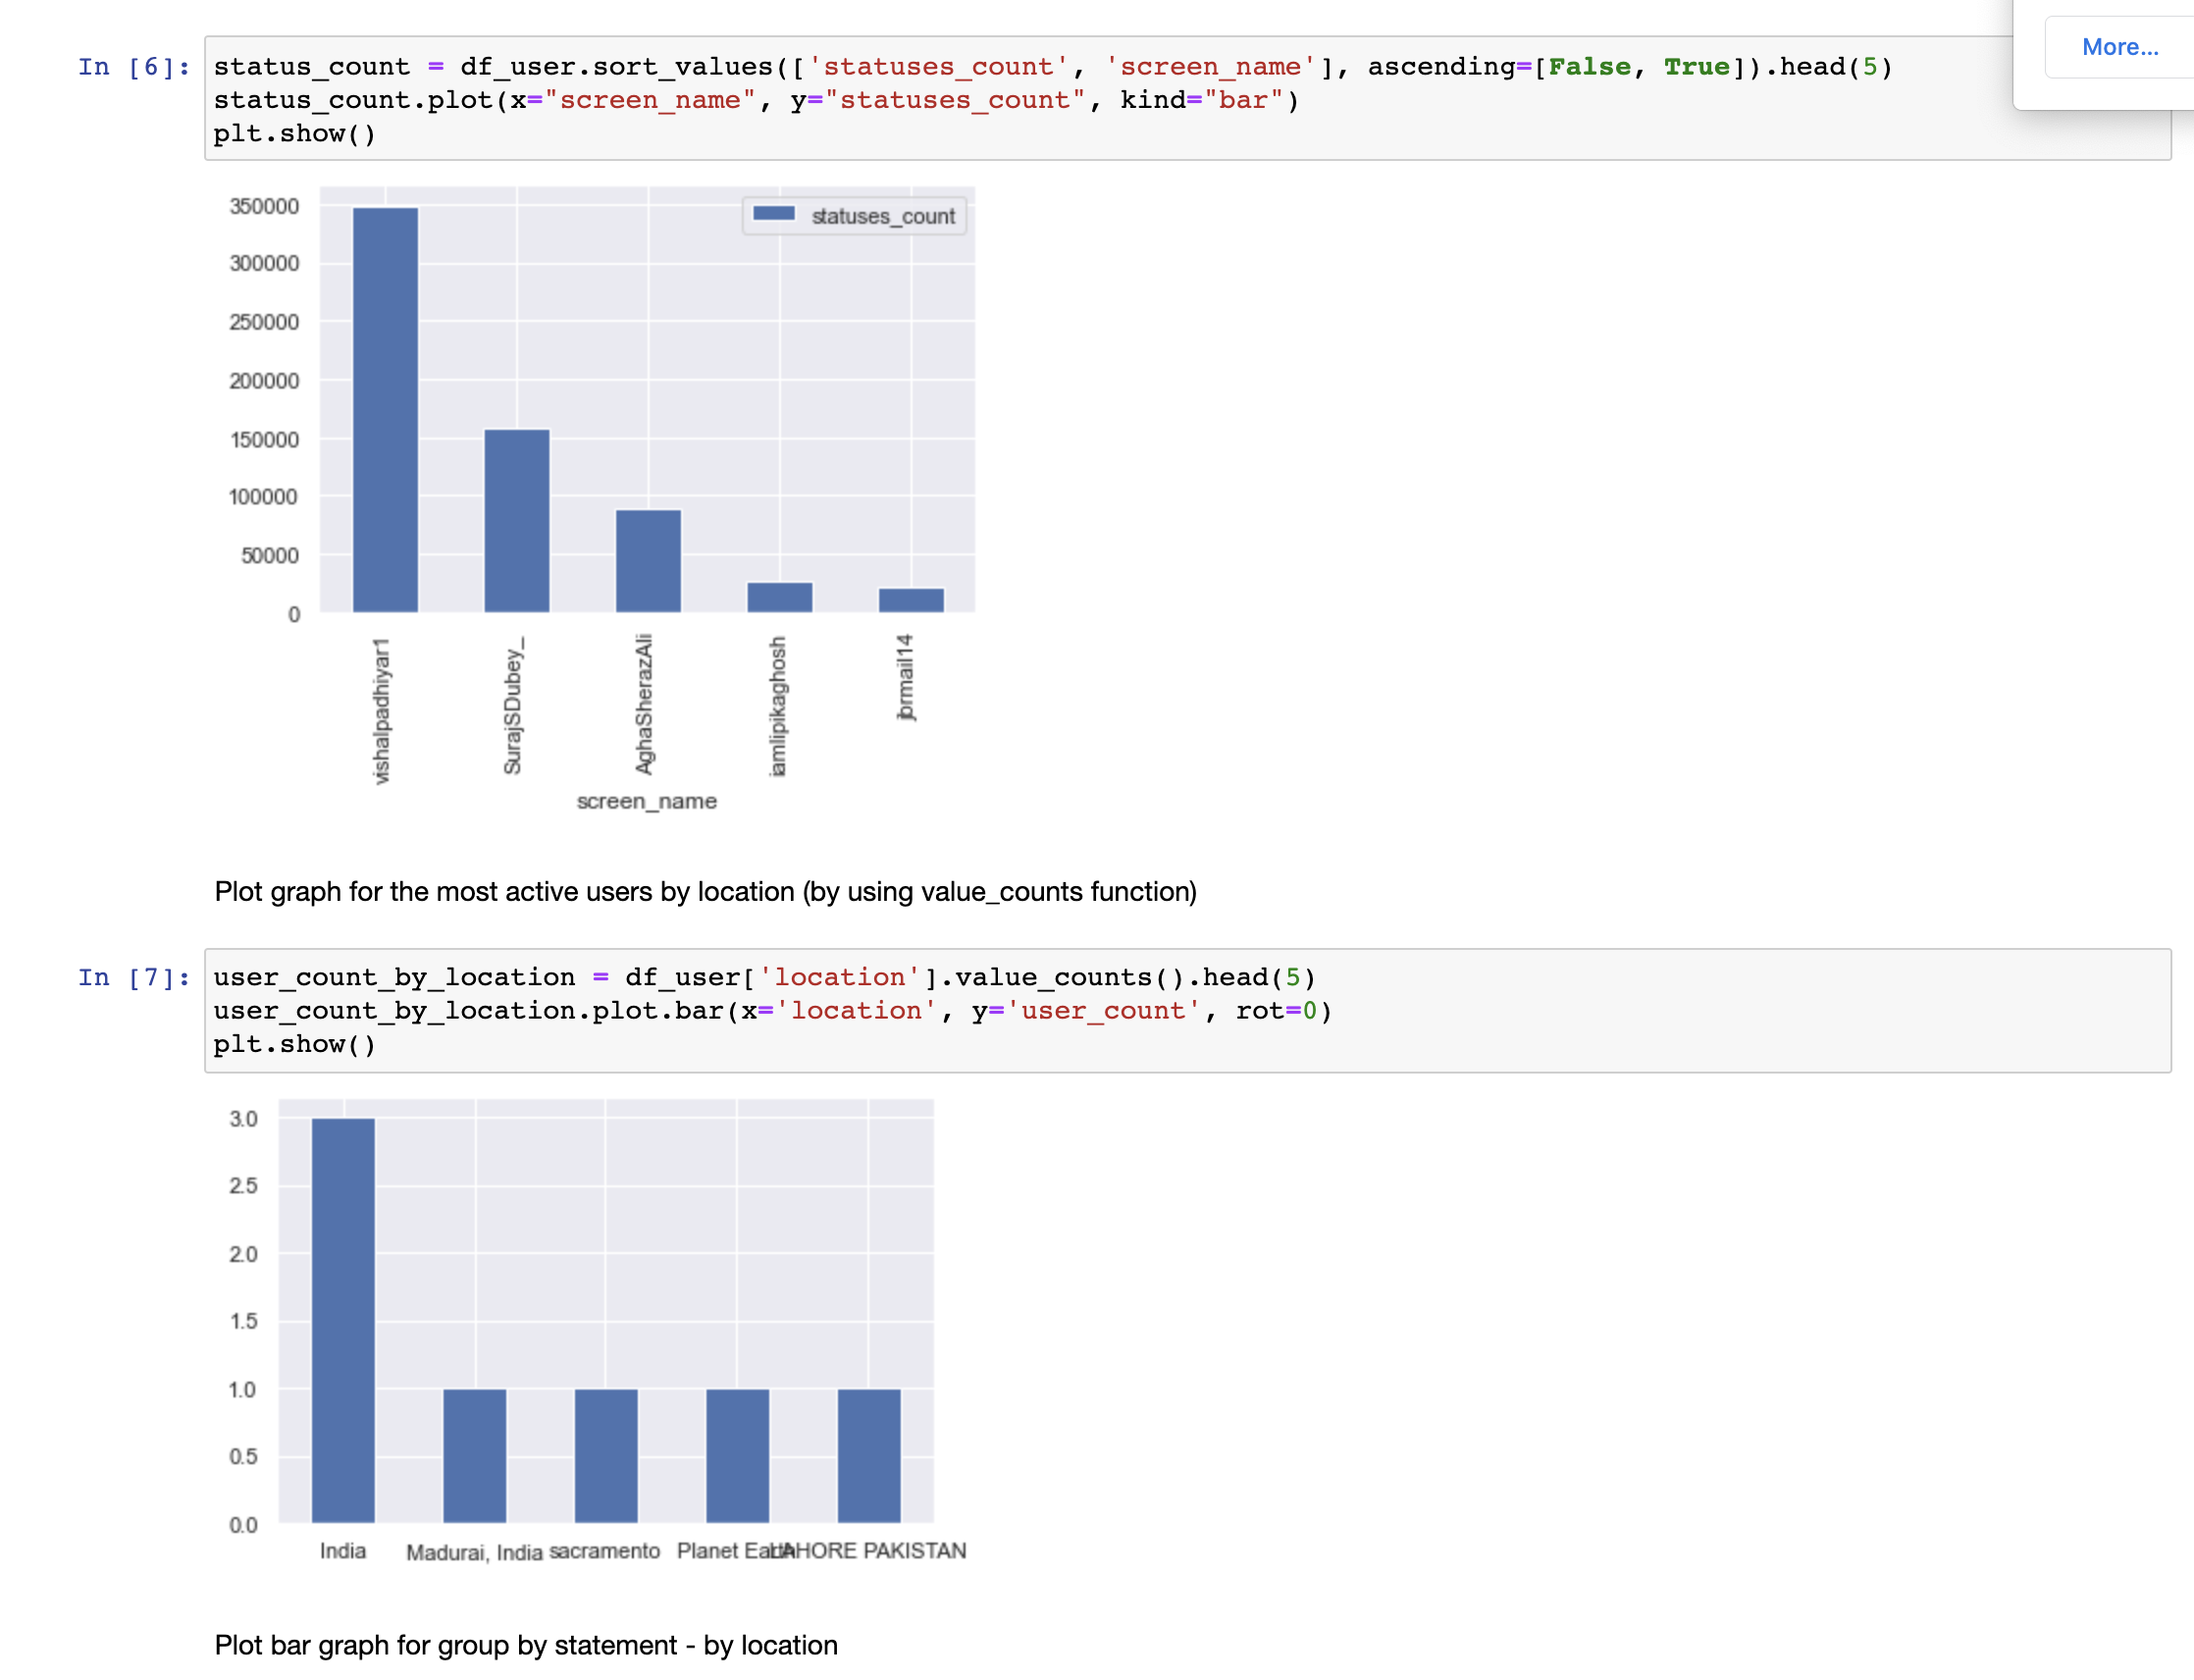 More...
In [6]: status_count = df_user.sort_values(['statuses_count', 'screen_name'], ascending=[False, True]).head(5)
status_count.plot(x="screen_name", y="statuses_count", kind="bar")
plt.show()
350000
300000
250000
200000
150000
100000
50000
0
statuses_count
vishalpadhiyar1
SurajSDubey_
AghaSherazAli
iamlipikaghosh
jbrmail14
screen_name
Plot graph for the most active users by location (by using value_counts function)
In [7]: user_count_by_location = df_user['location'].value_counts().head(5)
user_count_by_location.plot.bar(x='location', y='user_count', rot=0)
plt.show()
3.0
2.5
2.0
1.5
1.0
0.5
0.0
India Madurai, India sacramento Planet Earth LAHORE PAKISTAN
Plot bar graph for group by statement - by location